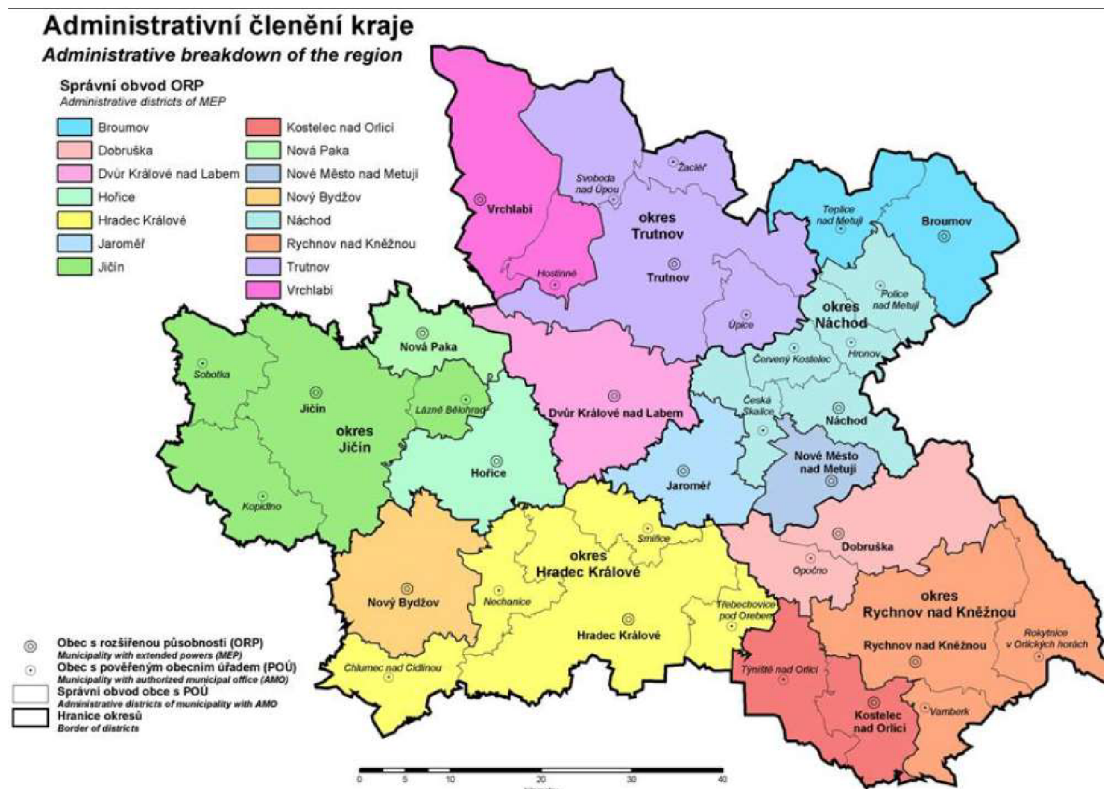 Administrativní členění kraje
Administrative breakdown of the region
Správní obvod ORP
Administrative districts of MEP
Broumov
Dobruška
Dvůr Králové nad Labem
Hořice
Hradec Králové
Jaroměř
Jičín
Kostelec nad Orlicí
Nová Paka
Nové Město nad Metují
Nový Bydžov
Náchod
Rychnov nad Kněžnou
Trutnov
Vrchlabí
Žacléř
Svoboda
nad Úpou
Vrchlabí
okres
Trutnov
Teplice
nad Metují
Broumov
Trutnov
Hostinné
Police
nad Metují
okres
Náchod
Úpice
Nová Paka
Hronov
Červený Kostelec
Sobotka
Jičín
Lázně Bělohrad
Dvůr Králové nad Labem
Česká
Skalice
Náchod
okres
Jičín
Hořice
Jaroměř
Nové Město
nad Metují
Kopidlno
Smiřice
Dobruška
okres
Hradec Králové
Opočno
Nový Bydžov
Nechanice
Třebechovice
pod Orebem
okres
Rychnov nad Kněžnou
Hradec Králové
Rychnov nad Kněžnou
Rokytnice
v Orlických horách
Chlumec nad Cidlinou
Týniště nad Orlicí
Kostelec
nad Orlicí
Vamberk
Obec s rozšířenou působností (ORP)
Municipality with extended powers (MEP)
Obec s pověřeným obecním úřadem (POÚ)
Municipality with authorized municipal office (AMO)
Správní obvod obce s POÚ
Administrative districts of municipality with AMO
Hranice okresů
Border of districts
0 5 10 20 30 40